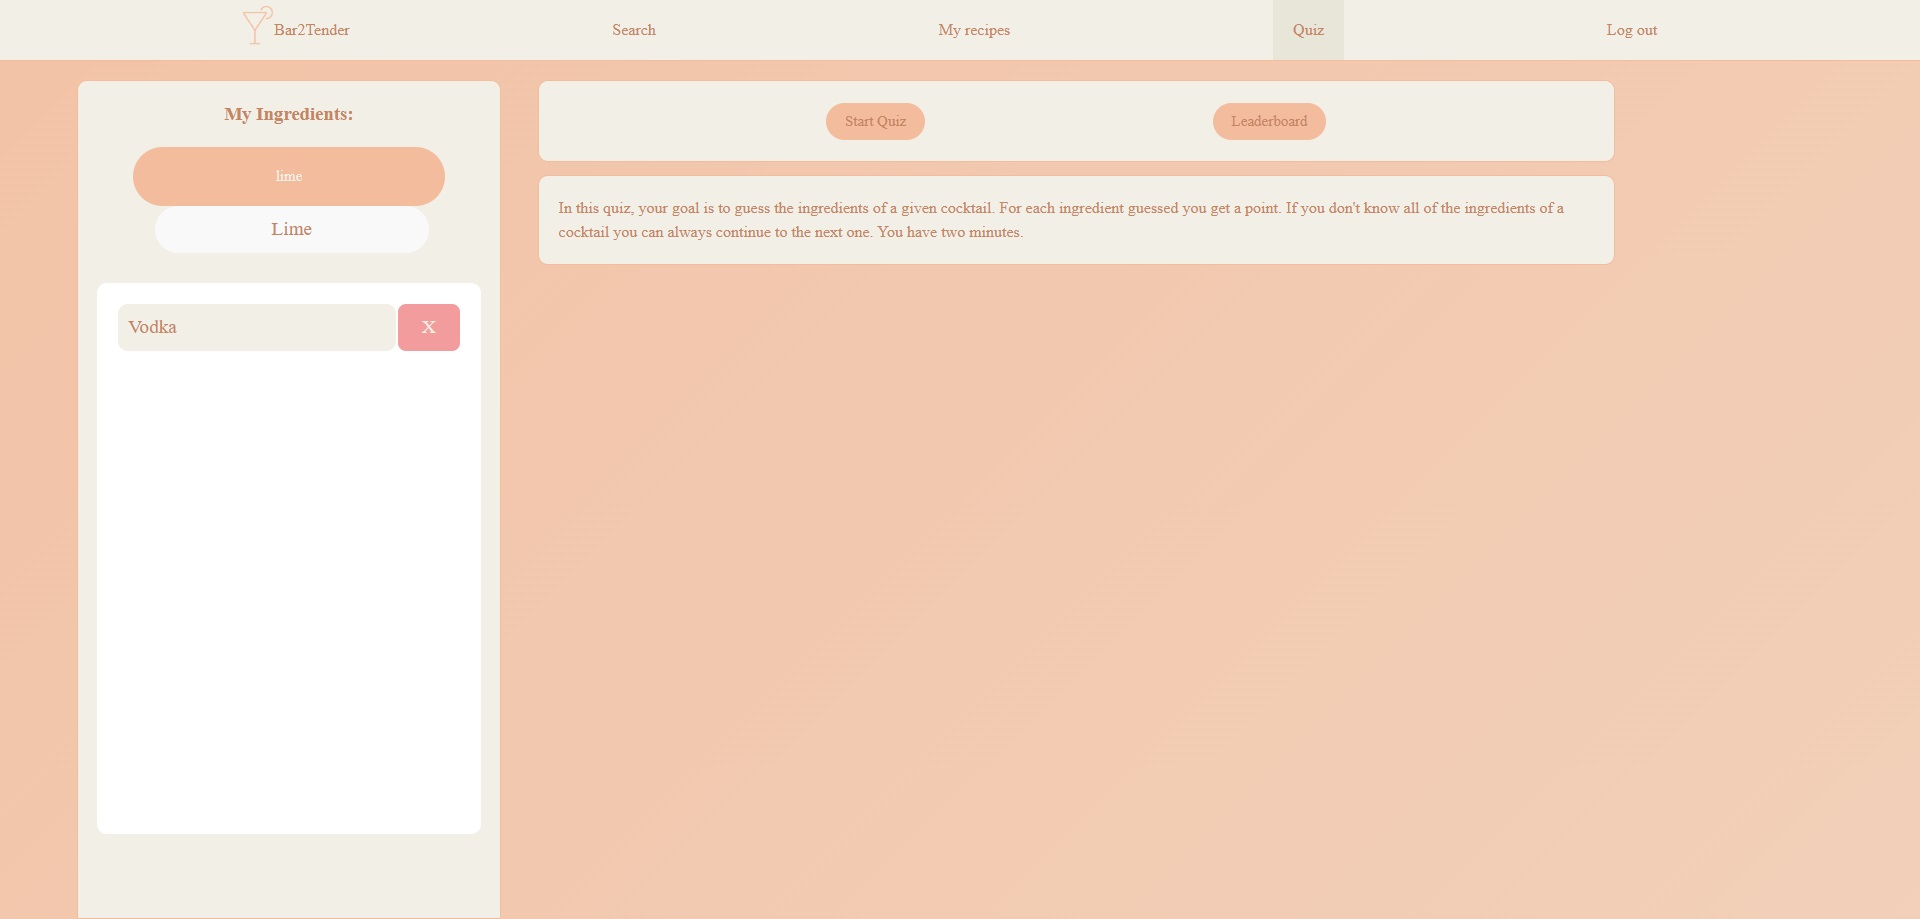 Bar2Tender
Search
My recipes
Quiz
Log out
My Ingredients:
lime
Lime
Vodka
X
Start Quiz
Leaderboard
In this quiz, your goal is to guess the ingredients of a given cocktail. For each ingredient guessed you get a point. If you don't know all of the ingredients of a
cocktail you can always continue to the next one. You have two minutes.